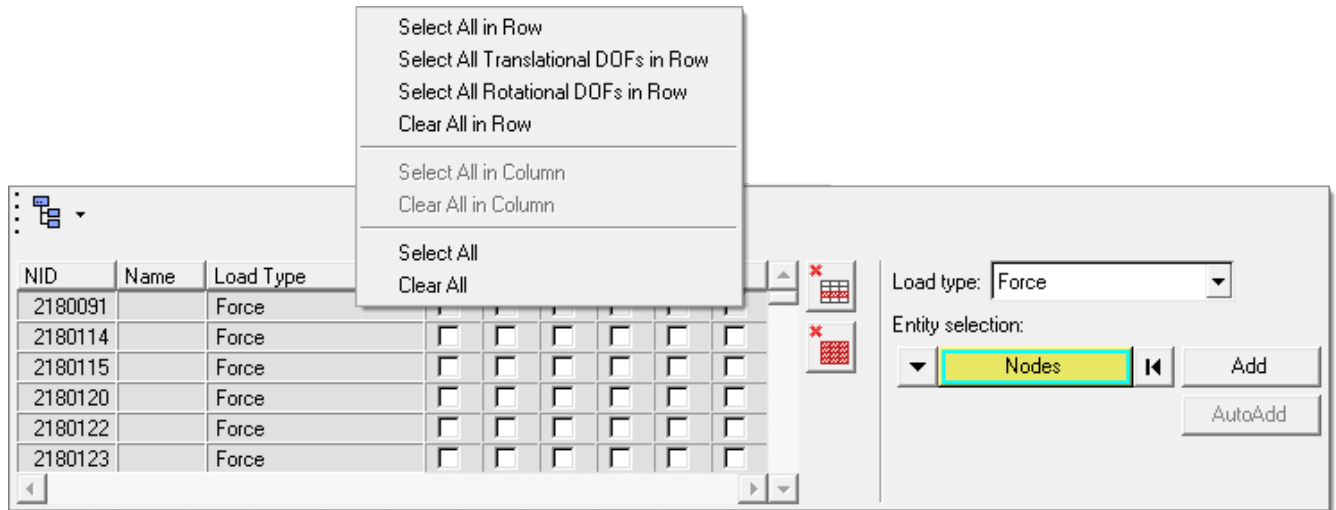 Select All in Row
Select All Translational DOFs in Row
Select All Rotational DOFs in Row
Clear All in Row
Select All in Column
Clear All in Column
Select All
Clear All
NID Name Load Type
2180091 Force
2180114 Force
2180115 Force
2180120 Force
2180122 Force
2180123 Force
Load type: Force
Entity selection:
Nodes Add
AutoAdd